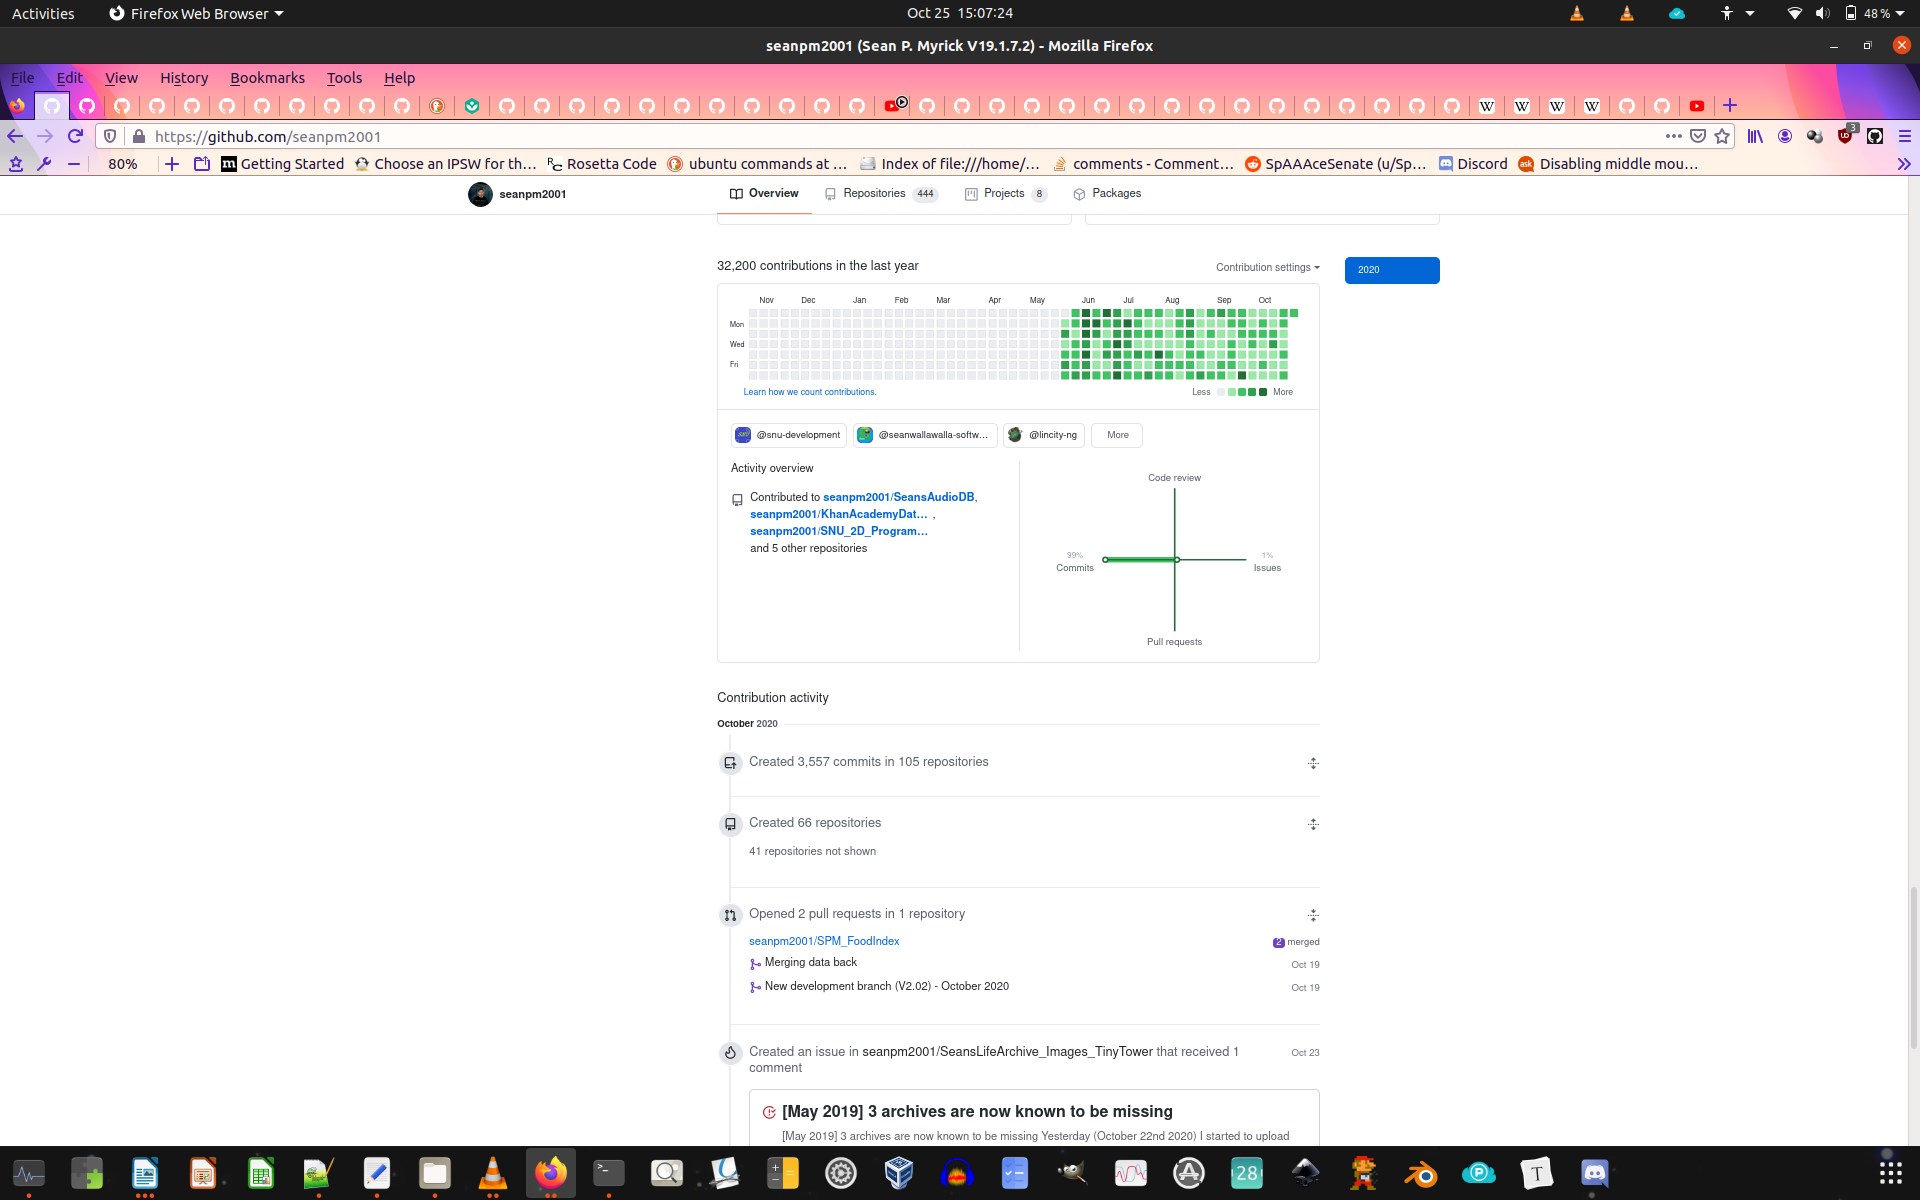 Activities Firefox Web Browser Oct 25 15:07:24 48 %
seanpm2001 (Sean P. Myrick V19.1.7.2) - Mozilla Firefox
File Edit View History Bookmarks Tools Help
https://github.com/seanpm2001 3
80% Getting Started Choose an IPSW for th… Rosetta Code ubuntu commands at … Index of file:///home/… comments - Comment… SpAAAceSenate (u/Sp… Discord Disabling middle mou…
seanpm2001 Overview Repositories 444 Projects 8 Packages
32,200 contributions in the last year Contribution settings 2020
Nov Dec Jan Feb Mar Apr May Jun Jul Aug Sep Oct
Mon
Wed
Fri
Learn how we count contributions. Less More
@snu-development @seanwallawalla-softw… @lincity-ng More
Activity overview
Contributed to seanpm2001/SeansAudioDB,
seanpm2001/KhanAcademyDat… ,
seanpm2001/SNU_2D_Program…
and 5 other repositories
Code review
99% Commits
1% Issues
Pull requests
Contribution activity
October 2020
Created 3,557 commits in 105 repositories
Created 66 repositories
41 repositories not shown
Opened 2 pull requests in 1 repository
seanpm2001/SPM_FoodIndex 2 merged
Merging data back Oct 19
New development branch (V2.02) - October 2020 Oct 19
Created an issue in seanpm2001/SeansLifeArchive_Images_TinyTower that received 1 Oct 23
comment
[May 2019] 3 archives are now known to be missing
[May 2019] 3 archives are now known to be missing Yesterday (October 22nd 2020) I started to upload
28